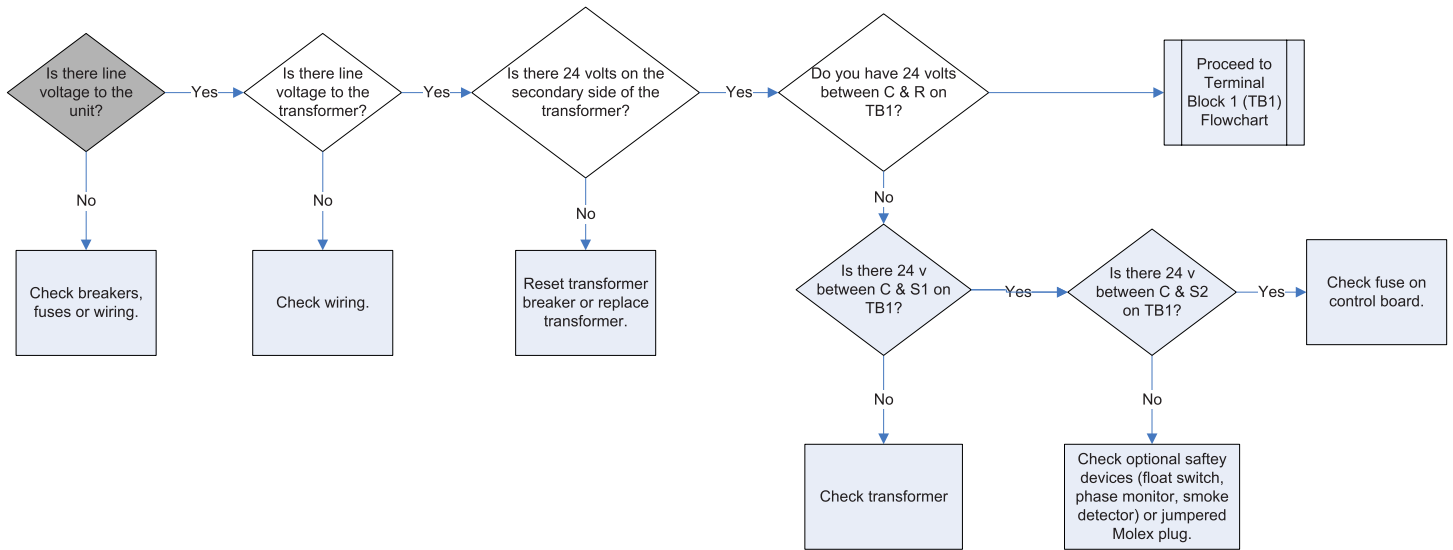 Is there line
voltage to the
unit?
Yes
Is there line
voltage to the
transformer?
Yes
Is there 24 volts on the
secondary side of the
transformer?
Yes
Do you have 24 volts
between C & R on
TB1?
Proceed to
Terminal
Block 1 (TB1)
Flowchart
No
No
No
No
Check breakers,
fuses or wiring.
Check wiring.
Reset transformer
breaker or replace
transformer.
Is there 24 v
between C & S1 on
TB1?
Yes
Is there 24 v
between C & S2
on TB1?
Yes
Check fuse on
control board.
No
No
Check transformer
Check optional saftey
devices (float switch,
phase monitor, smoke
detector) or jumpered
Molex plug.